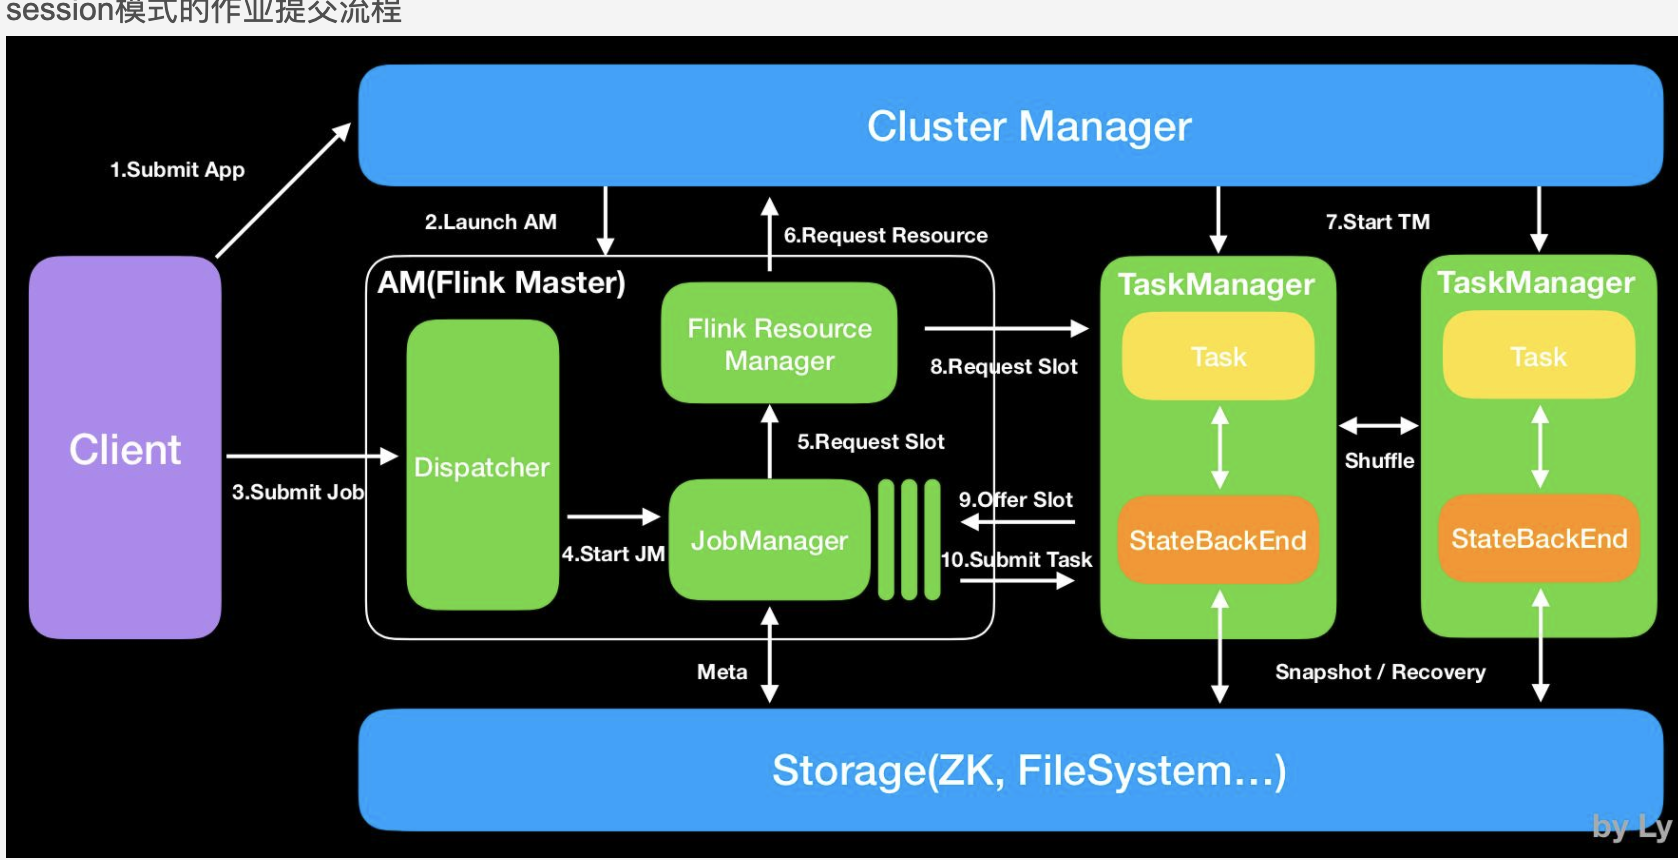 session模式的作业提交流程
Cluster Manager
1.Submit App
2.Launch AM
6.Request Resource
7.Start TM
AM(Flink Master)
Flink Resource
Manager
8.Request Slot
TaskManager
Task
TaskManager
Task
Client
3.Submit Job
Dispatcher
5.Request Slot
Shuffle
4.Start JM
JobManager
9.Offer Slot
10.Submit Task
StateBackEnd
StateBackEnd
Meta
Snapshot / Recovery
Storage(ZK, FileSystem...)
by Ly